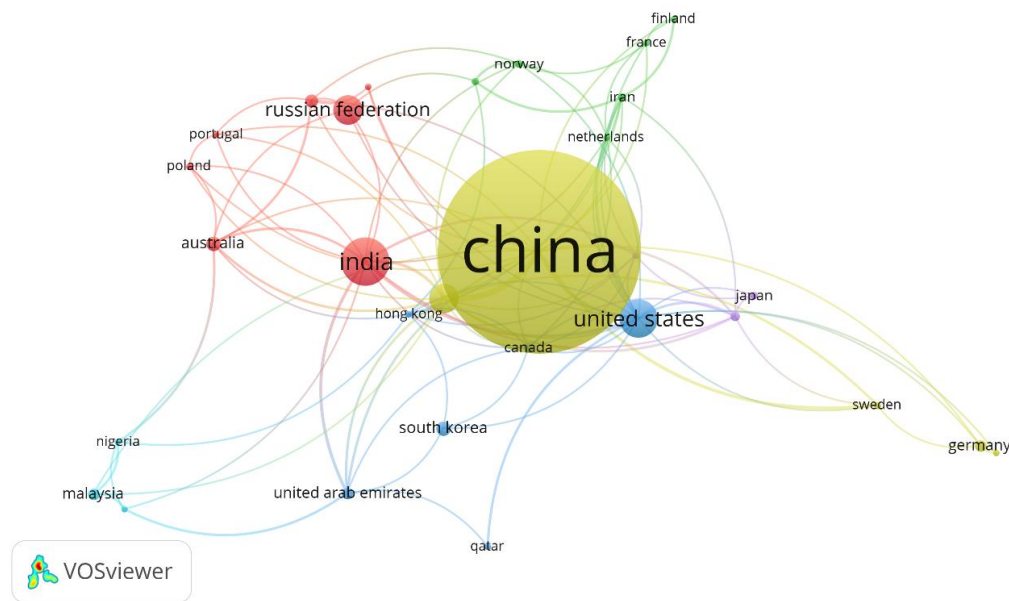 finland
france
norway
iran
russian federation
portugal
netherlands
poland
australia
china
india
japan
hong kong
united states
canada
sweden
south korea
nigeria
germany
malaysia
united arab emirates
qatar
VOSviewer